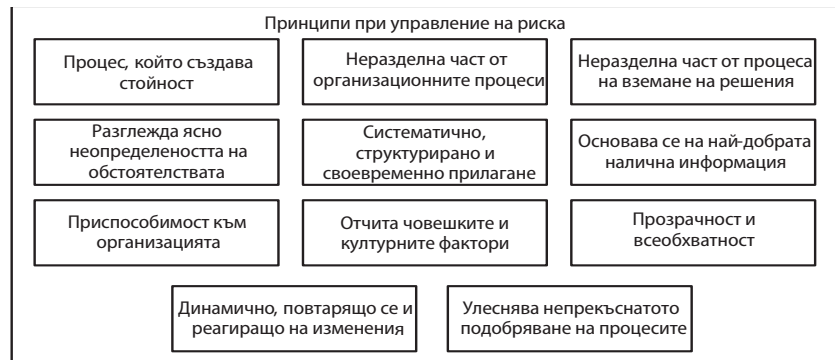 Принципи при управление на риска
Процес, който създава
стойност
Неразделна част от
организационните процеси
Неразделна част от процеса
на вземане на решения
Разглежда ясно
неопределеността на
обстоятелствата
Систематично,
структурирано и
своевременно прилагане
Основава се на най-добрата
налична информация
Приспособимост към
организацията
Отчита човешките и
културните фактори
Прозрачност и
всеобхватност
Динамично, повтарящо се и
реагиращо на изменения
Улеснява непрекъснатото
подобряване на процесите